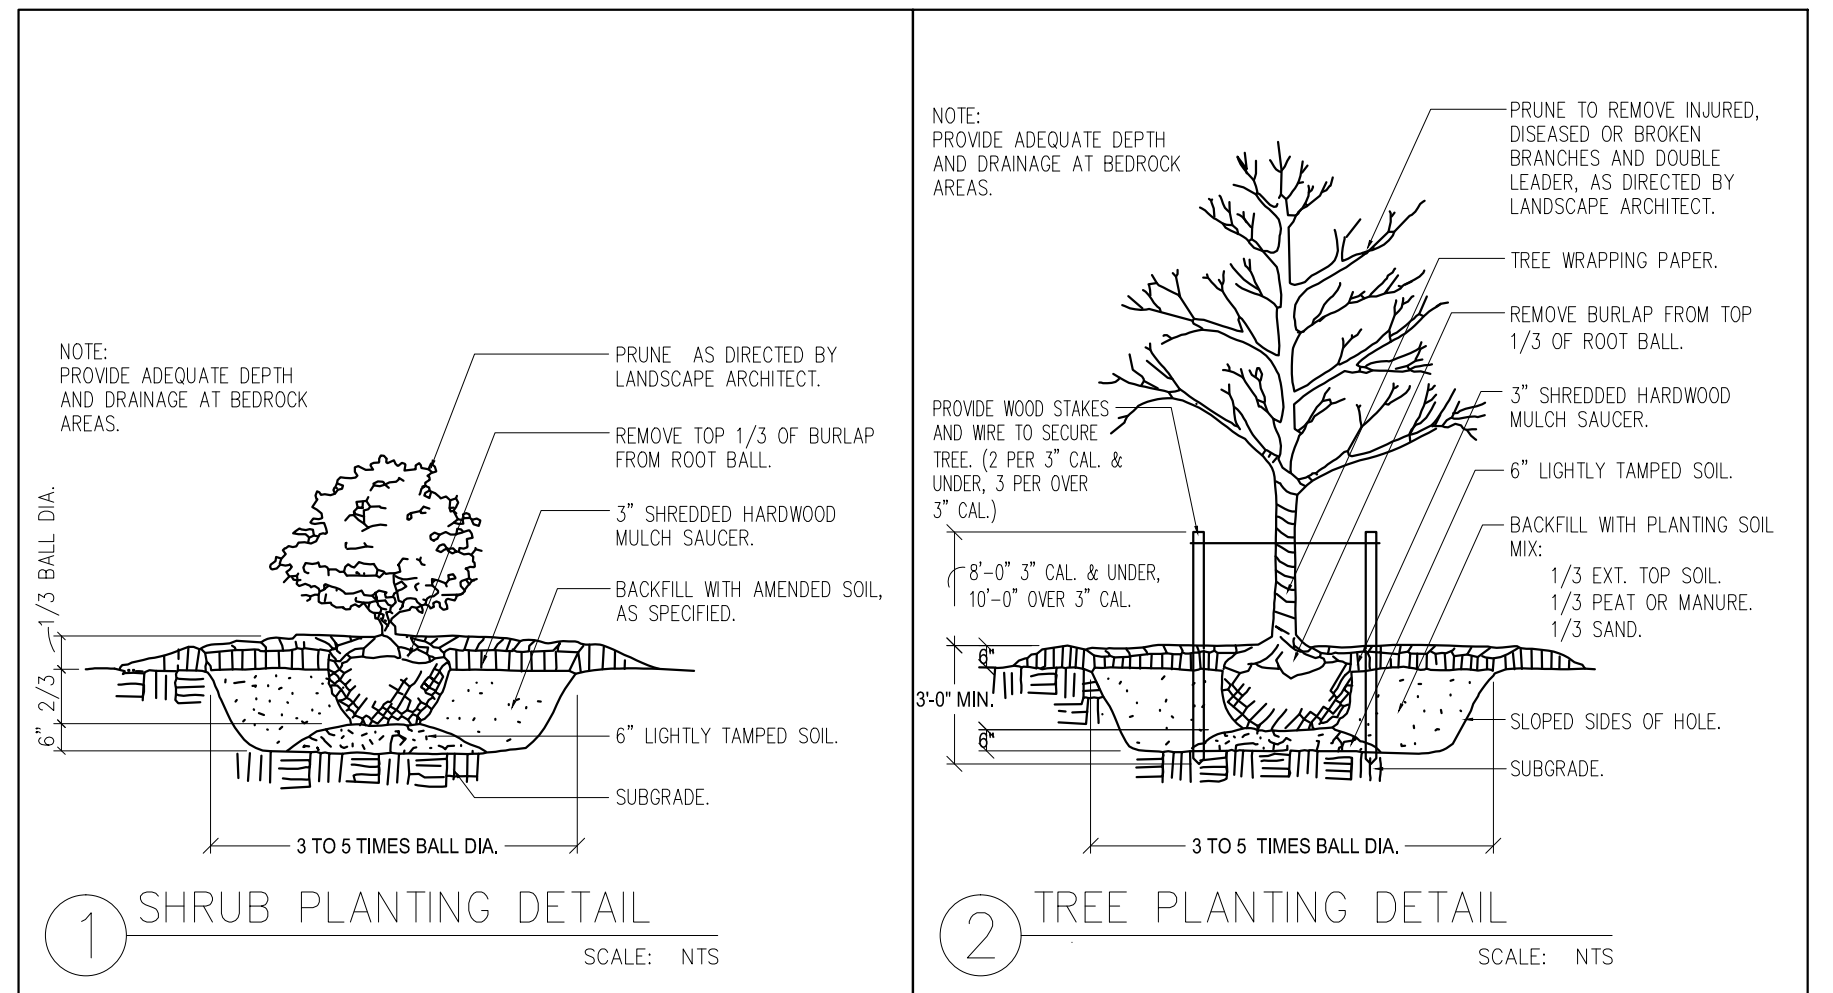 NOTE:
PROVIDE ADEQUATE DEPTH
AND DRAINAGE AT BEDROCK
AREAS.
PRUNE AS DIRECTED BY
LANDSCAPE ARCHITECT.
REMOVE TOP 1/3 OF BURLAP
FROM ROOT BALL.
3" SHREDDED HARDWOOD
MULCH SAUCER.
BACKFILL WITH AMENDED SOIL,
AS SPECIFIED.
6" LIGHTLY TAMPED SOIL.
SUBGRADE.
1/3 BALL DIA.
2/3
6"
3 TO 5 TIMES BALL DIA.
1
SHRUB PLANTING DETAIL
SCALE: NTS
NOTE:
PROVIDE ADEQUATE DEPTH
AND DRAINAGE AT BEDROCK
AREAS.
PROVIDE WOOD STAKES
AND WIRE TO SECURE
TREE. (2 PER 3" CAL. &
UNDER, 3 PER OVER
3" CAL.)
8'-0" 3" CAL. & UNDER,
10'-0" OVER 3" CAL.
6"
3'-0" MIN.
6"
PRUNE TO REMOVE INJURED,
DISEASED OR BROKEN
BRANCHES AND DOUBLE
LEADER, AS DIRECTED BY
LANDSCAPE ARCHITECT.
TREE WRAPPING PAPER.
REMOVE BURLAP FROM TOP
1/3 OF ROOT BALL.
3" SHREDDED HARDWOOD
MULCH SAUCER.
6" LIGHTLY TAMPED SOIL.
BACKFILL WITH PLANTING SOIL
MIX:
1/3 EXT. TOP SOIL.
1/3 PEAT OR MANURE.
1/3 SAND.
SLOPED SIDES OF HOLE.
SUBGRADE.
3 TO 5 TIMES BALL DIA.
2
TREE PLANTING DETAIL
SCALE: NTS